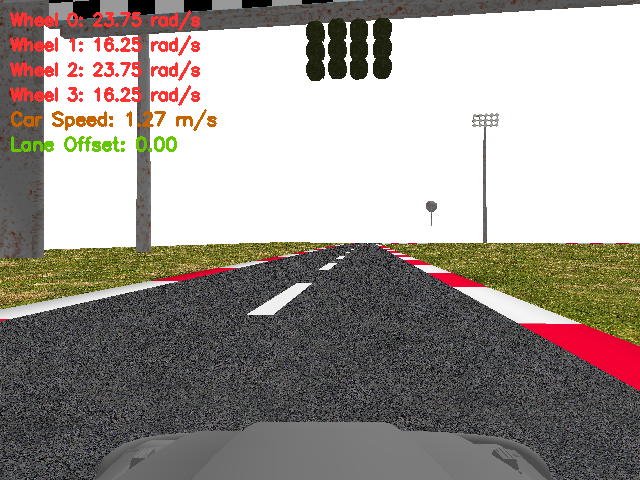 Wheel 0: 23.75 rad/s
Wheel 1: 16.25 rad/s
Wheel 2: 23.75 rad/s
Wheel 3: 16.25 rad/s
Car Speed: 1.27 m/s
Lane Offset: 0.00